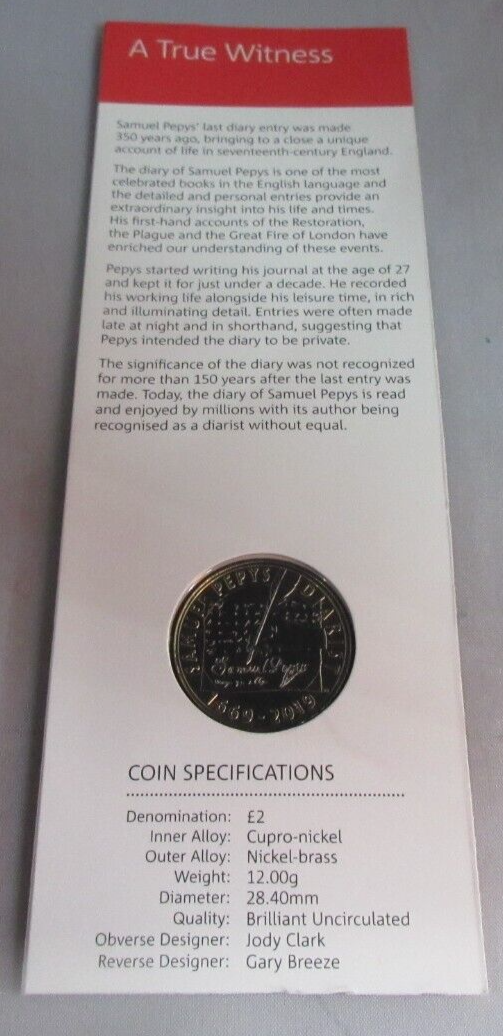 A True Witness
Samuel Pepys' last diary entry was made
350 years ago, bringing to a close a unique
account of life in seventeenth-century England.
The diary of Samuel Pepys is one of the most
celebrated books in the English language and
the detailed and personal entries provide an
extraordinary insight into his life and times.
His first-hand accounts of the Restoration,
the Plague and the Great Fire of London have
enriched our understanding of these events.
Pepys started writing his journal at the age of 27
and kept it for just under a decade. He recorded
his working life alongside his leisure time, in rich
and illuminating detail. Entries were often made
late at night and in shorthand, suggesting that
Pepys intended the diary to be private.
The significance of the diary was not recognized
for more than 150 years after the last entry was
made. Today, the diary of Samuel Pepys is read
and enjoyed by millions with its author being
recognised as a diarist without equal.
SAMUEL PEPYS DIARIST
Samuel Pepys
1669 - 2019
COIN SPECIFICATIONS
Denomination: £2
Inner Alloy: Cupro-nickel
Outer Alloy: Nickel-brass
Weight: 12.00g
Diameter: 28.40mm
Quality: Brilliant Uncirculated
Obverse Designer: Jody Clark
Reverse Designer: Gary Breeze